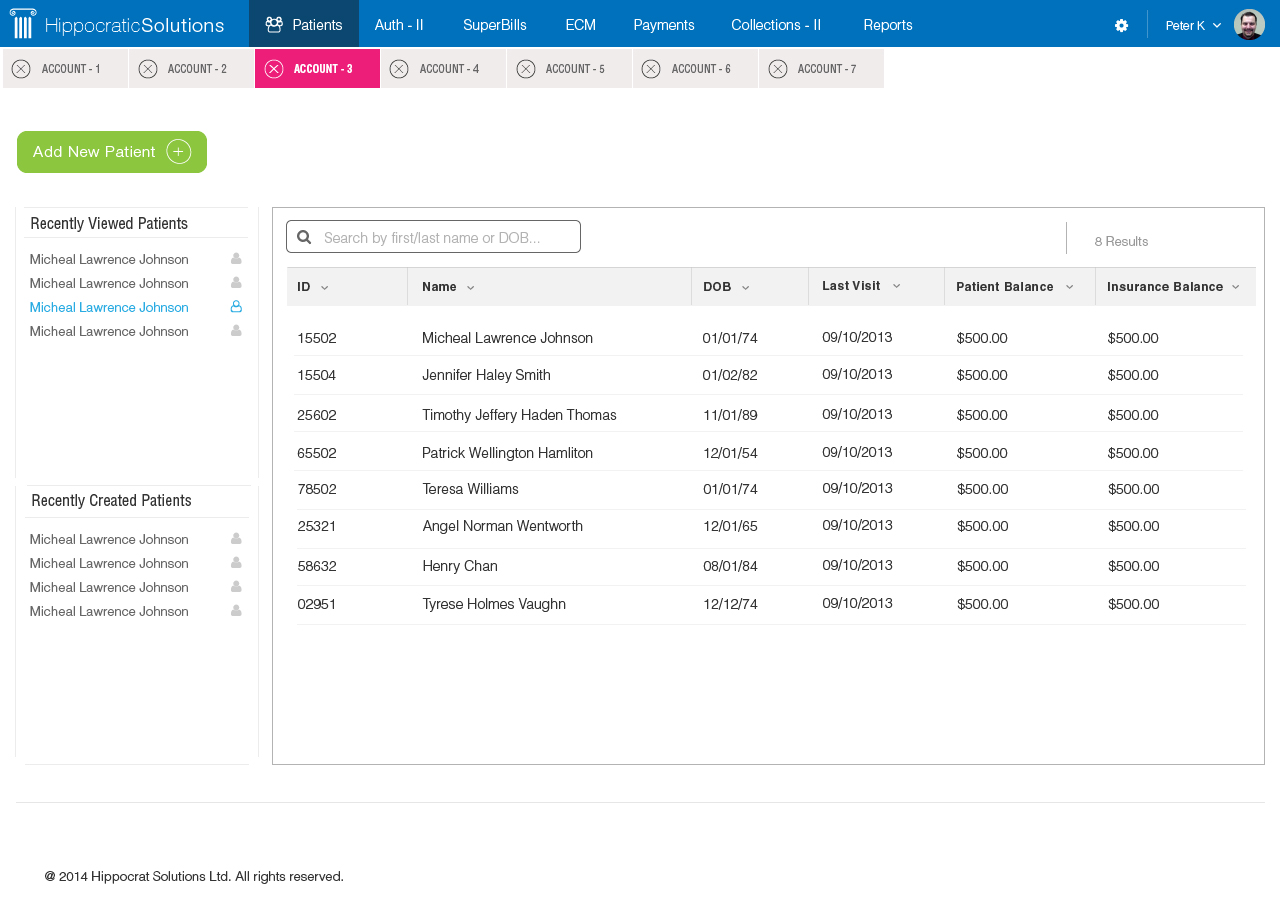 HippocraticSolutions Patients Auth - II SuperBills ECM Payments Collections - II Reports Peter K
ACCOUNT - 1 ACCOUNT - 2 ACCOUNT - 3 ACCOUNT - 4 ACCOUNT - 5 ACCOUNT - 6 ACCOUNT - 7
Add New Patient
Recently Viewed Patients
Micheal Lawrence Johnson
Micheal Lawrence Johnson
Micheal Lawrence Johnson
Micheal Lawrence Johnson
Recently Created Patients
Micheal Lawrence Johnson
Micheal Lawrence Johnson
Micheal Lawrence Johnson
Micheal Lawrence Johnson
Search by first/last name or DOB... 8 Results
ID Name DOB Last Visit Patient Balance Insurance Balance
15502 Micheal Lawrence Johnson 01/01/74 09/10/2013 $500.00 $500.00
15504 Jennifer Haley Smith 01/02/82 09/10/2013 $500.00 $500.00
25602 Timothy Jeffery Haden Thomas 11/01/89 09/10/2013 $500.00 $500.00
65502 Patrick Wellington Hamliton 12/01/54 09/10/2013 $500.00 $500.00
78502 Teresa Williams 01/01/74 09/10/2013 $500.00 $500.00
25321 Angel Norman Wentworth 12/01/65 09/10/2013 $500.00 $500.00
58632 Henry Chan 08/01/84 09/10/2013 $500.00 $500.00
02951 Tyrese Holmes Vaughn 12/12/74 09/10/2013 $500.00 $500.00
@ 2014 Hippocrat Solutions Ltd. All rights reserved.